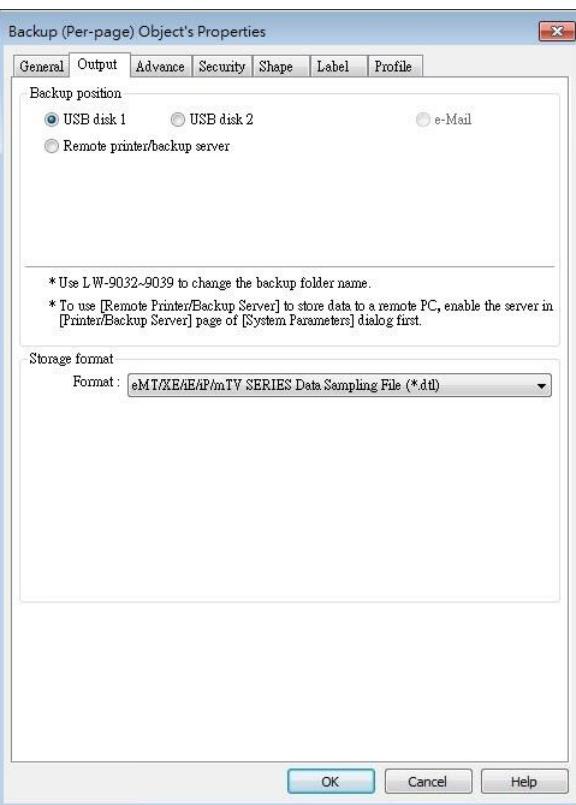 Backup (Per-page) Object's Properties
General Output Advance Security Shape Label Profile
Backup position
USB disk 1 USB disk 2 e-Mail
Remote printer/backup server
* Use LW-9032~9039 to change the backup folder name.
* To use [Remote Printer/Backup Server] to store data to a remote PC, enable the server in
[Printer/Backup Server] page of [System Parameters] dialog first.
Storage format
Format : eMT/XE/iE/iP/mTV SERIES Data Sampling File (*.dtl)
OK Cancel Help